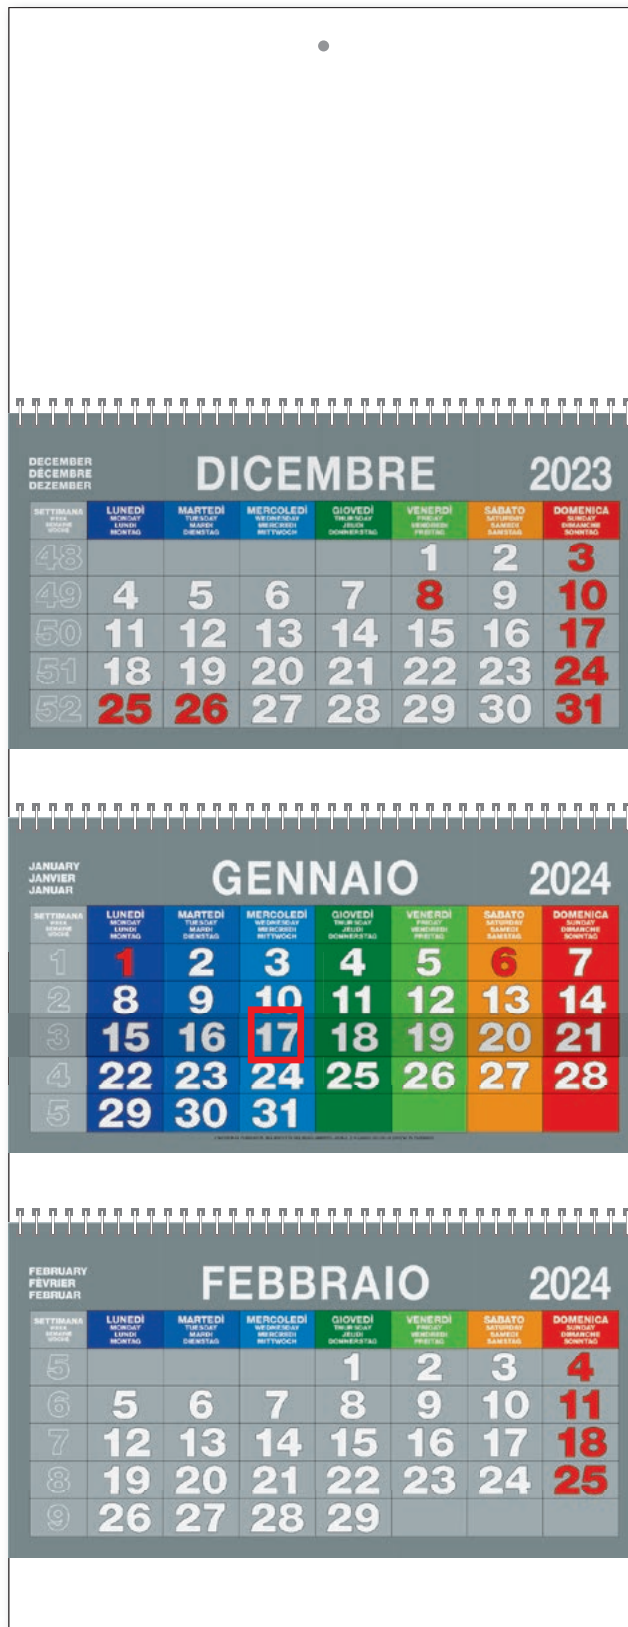 DECEMBER
DÉCEMBRE
DEZEMBER
DICEMBRE 2023
SETTIMANA LUNEDÌ MARTEDÌ MERCOLEDÌ GIOVEDÌ VENERDÌ SABATO DOMENICA
WEEK MONDAY TUESDAY WEDNESDAY THURSDAY FRIDAY SATURDAY SUNDAY
SEMAINE LUNDI MARDI MERCREDI JEUDI VENDREDI SAMEDI DIMANCHE
WOCHE MONTAG DIENSTAG MITTWOCH DONNERSTAG FREITAG SAMSTAG SONNTAG
48 1 2 3
49 4 5 6 7 8 9 10
50 11 12 13 14 15 16 17
51 18 19 20 21 22 23 24
52 25 26 27 28 29 30 31
JANUARY
JANVIER
JANUAR
GENNAIO 2024
SETTIMANA LUNEDÌ MARTEDÌ MERCOLEDÌ GIOVEDÌ VENERDÌ SABATO DOMENICA
WEEK MONDAY TUESDAY WEDNESDAY THURSDAY FRIDAY SATURDAY SUNDAY
SEMAINE LUNDI MARDI MERCREDI JEUDI VENDREDI SAMEDI DIMANCHE
WOCHE MONTAG DIENSTAG MITTWOCH DONNERSTAG FREITAG SAMSTAG SONNTAG
1 1 2 3 4 5 6 7
2 8 9 10 11 12 13 14
3 15 16 17 18 19 20 21
4 22 23 24 25 26 27 28
5 29 30 31
FEBRUARY
FÉVRIER
FEBRUAR
FEBBRAIO 2024
SETTIMANA LUNEDÌ MARTEDÌ MERCOLEDÌ GIOVEDÌ VENERDÌ SABATO DOMENICA
WEEK MONDAY TUESDAY WEDNESDAY THURSDAY FRIDAY SATURDAY SUNDAY
SEMAINE LUNDI MARDI MERCREDI JEUDI VENDREDI SAMEDI DIMANCHE
WOCHE MONTAG DIENSTAG MITTWOCH DONNERSTAG FREITAG SAMSTAG SONNTAG
5 1 2 3 4
6 5 6 7 8 9 10 11
7 12 13 14 15 16 17 18
8 19 20 21 22 23 24 25
9 26 27 28 29